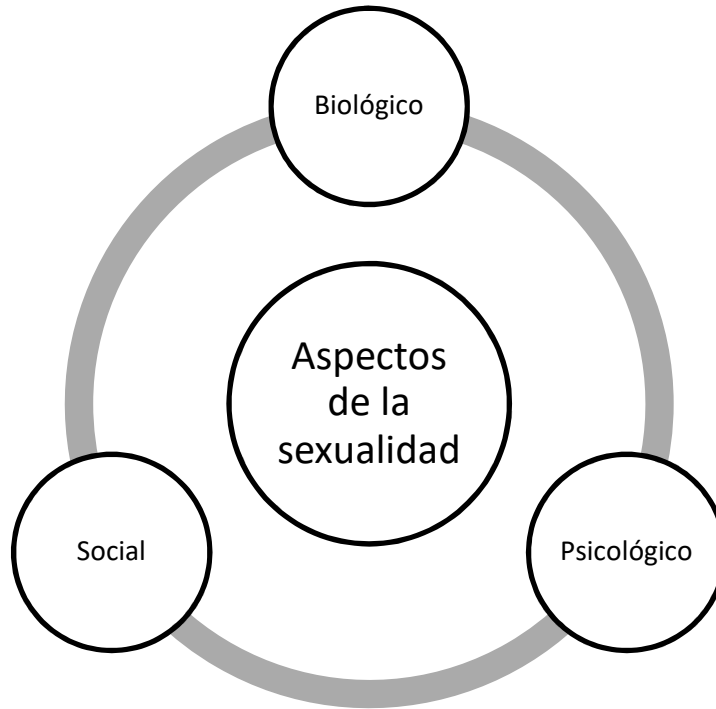 Biológico
Aspectos
de la
sexualidad
Social
Psicológico